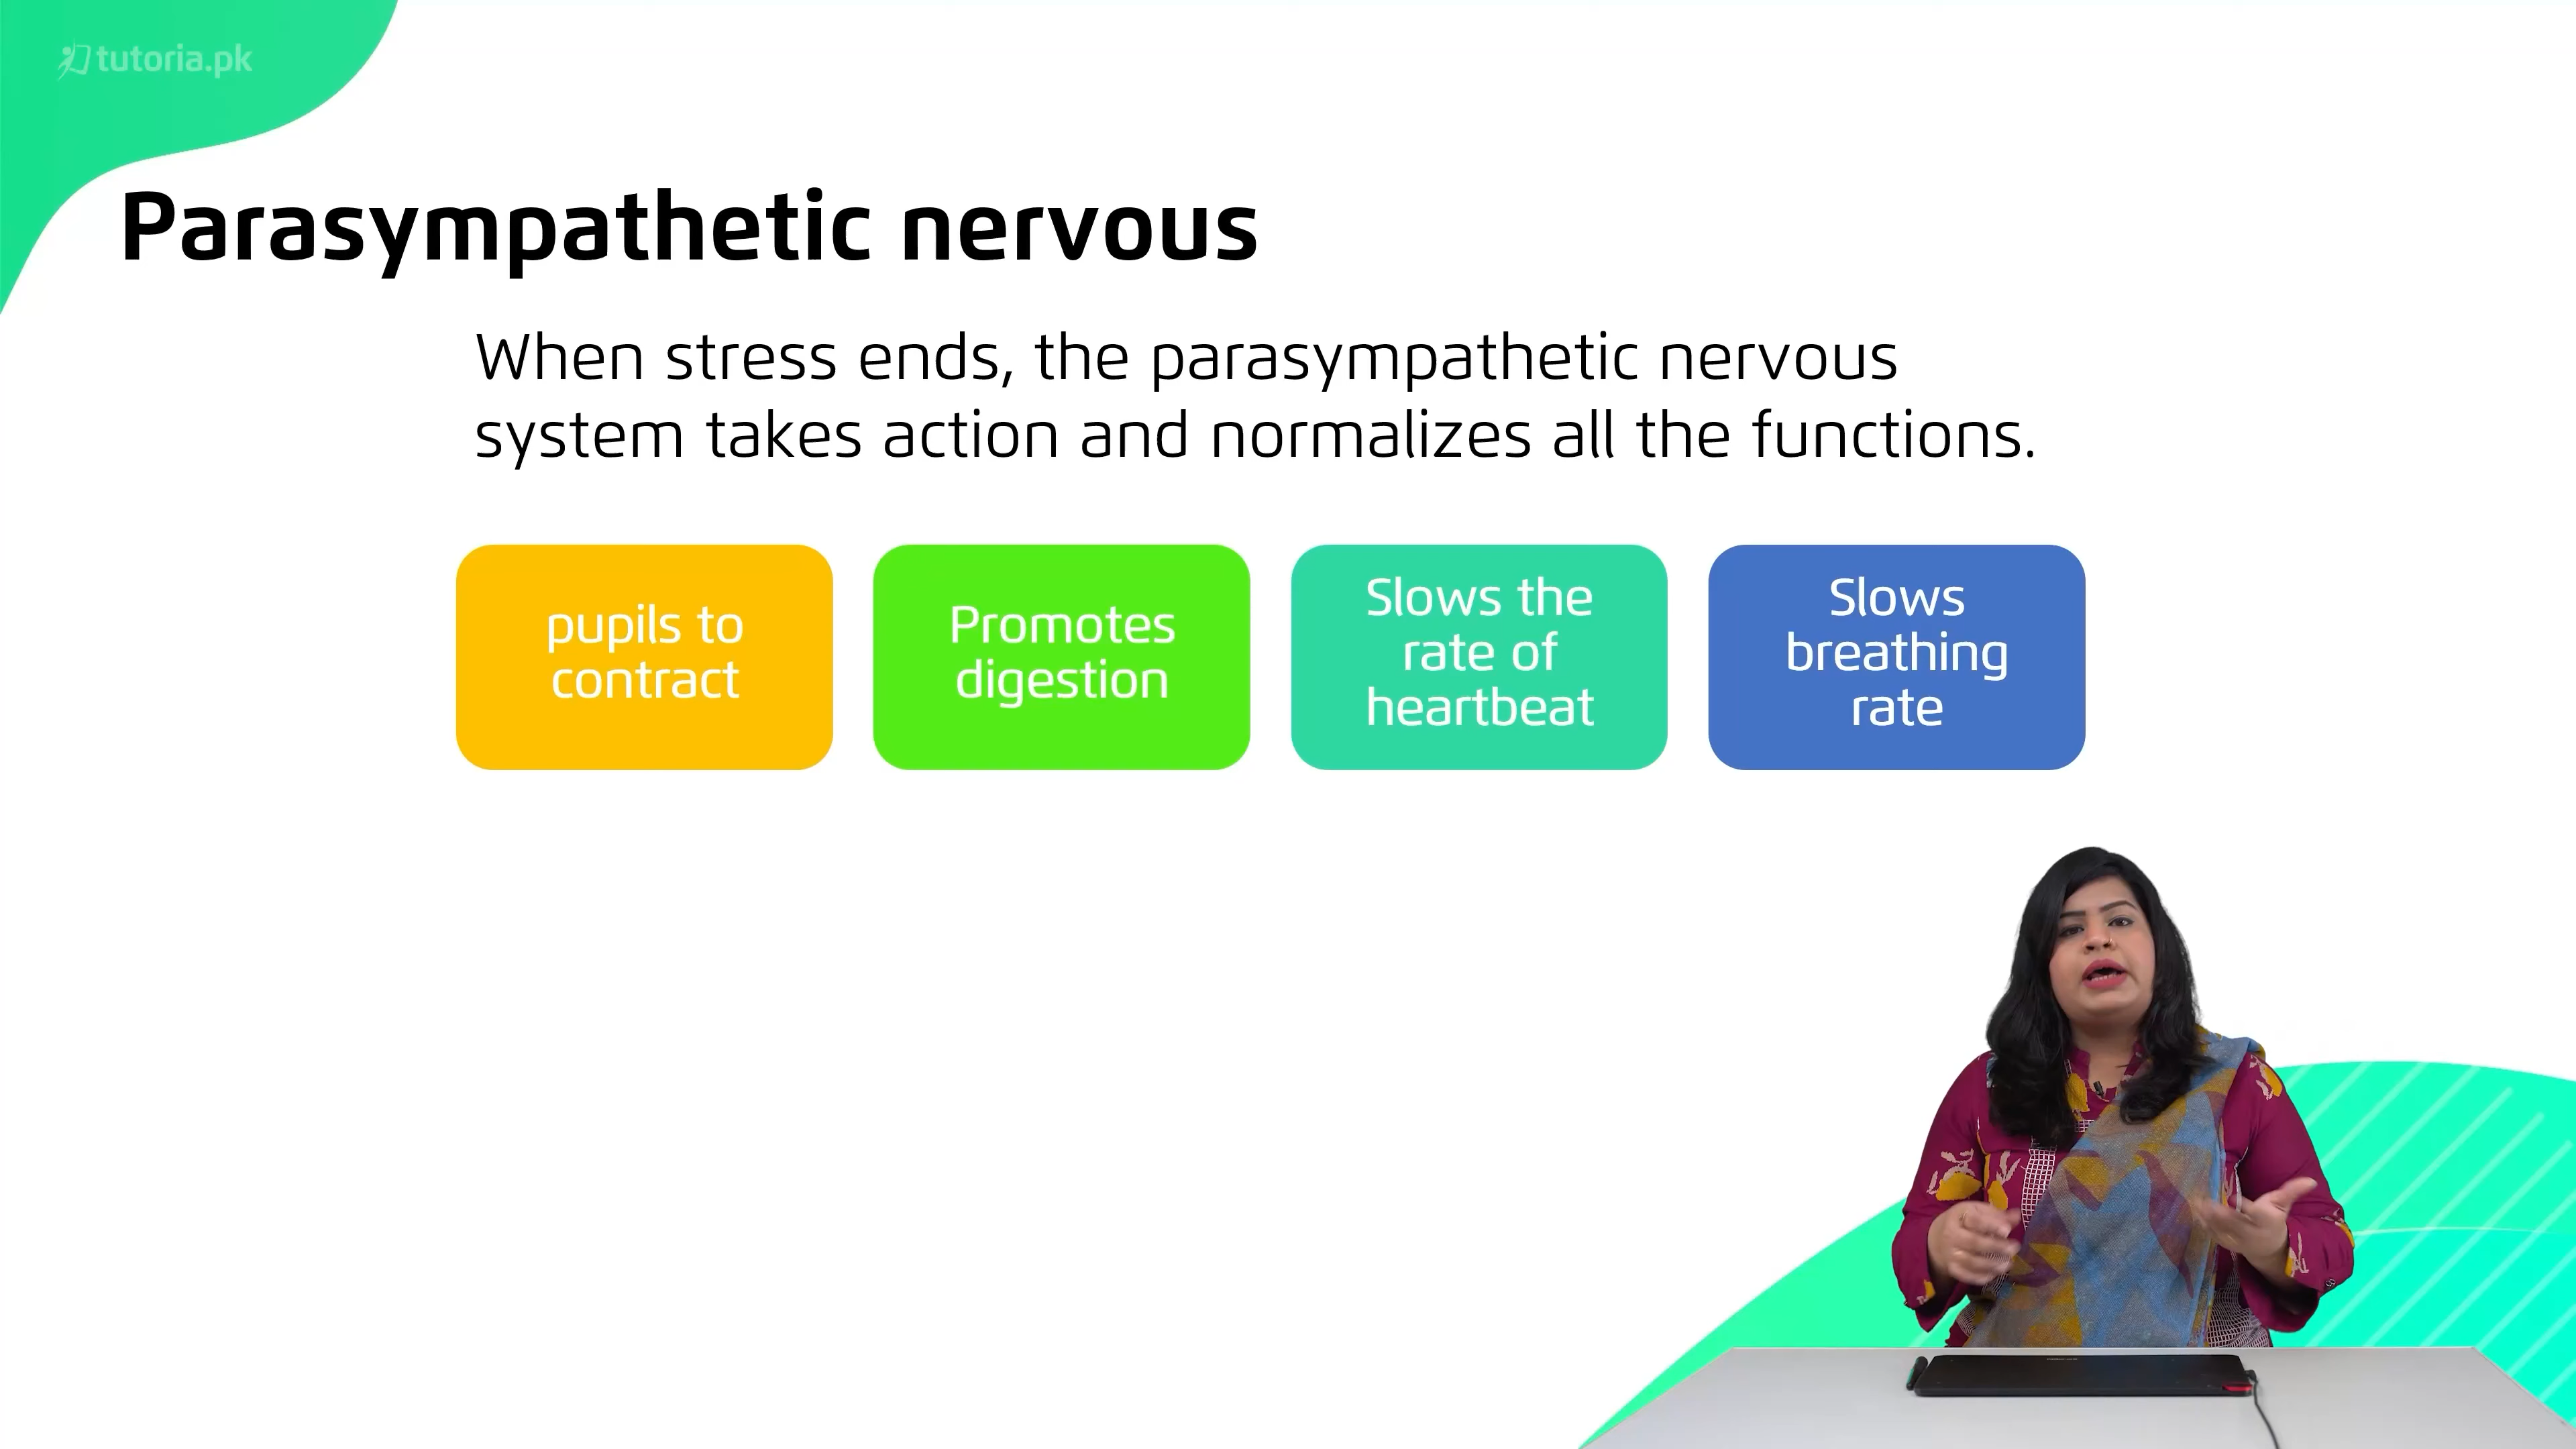 tutoria.pk
Parasympathetic nervous
When stress ends, the parasympathetic nervous
system takes action and normalizes all the functions.
pupils to
contract
Promotes
digestion
Slows the
rate of
heartbeat
Slows
breathing
rate